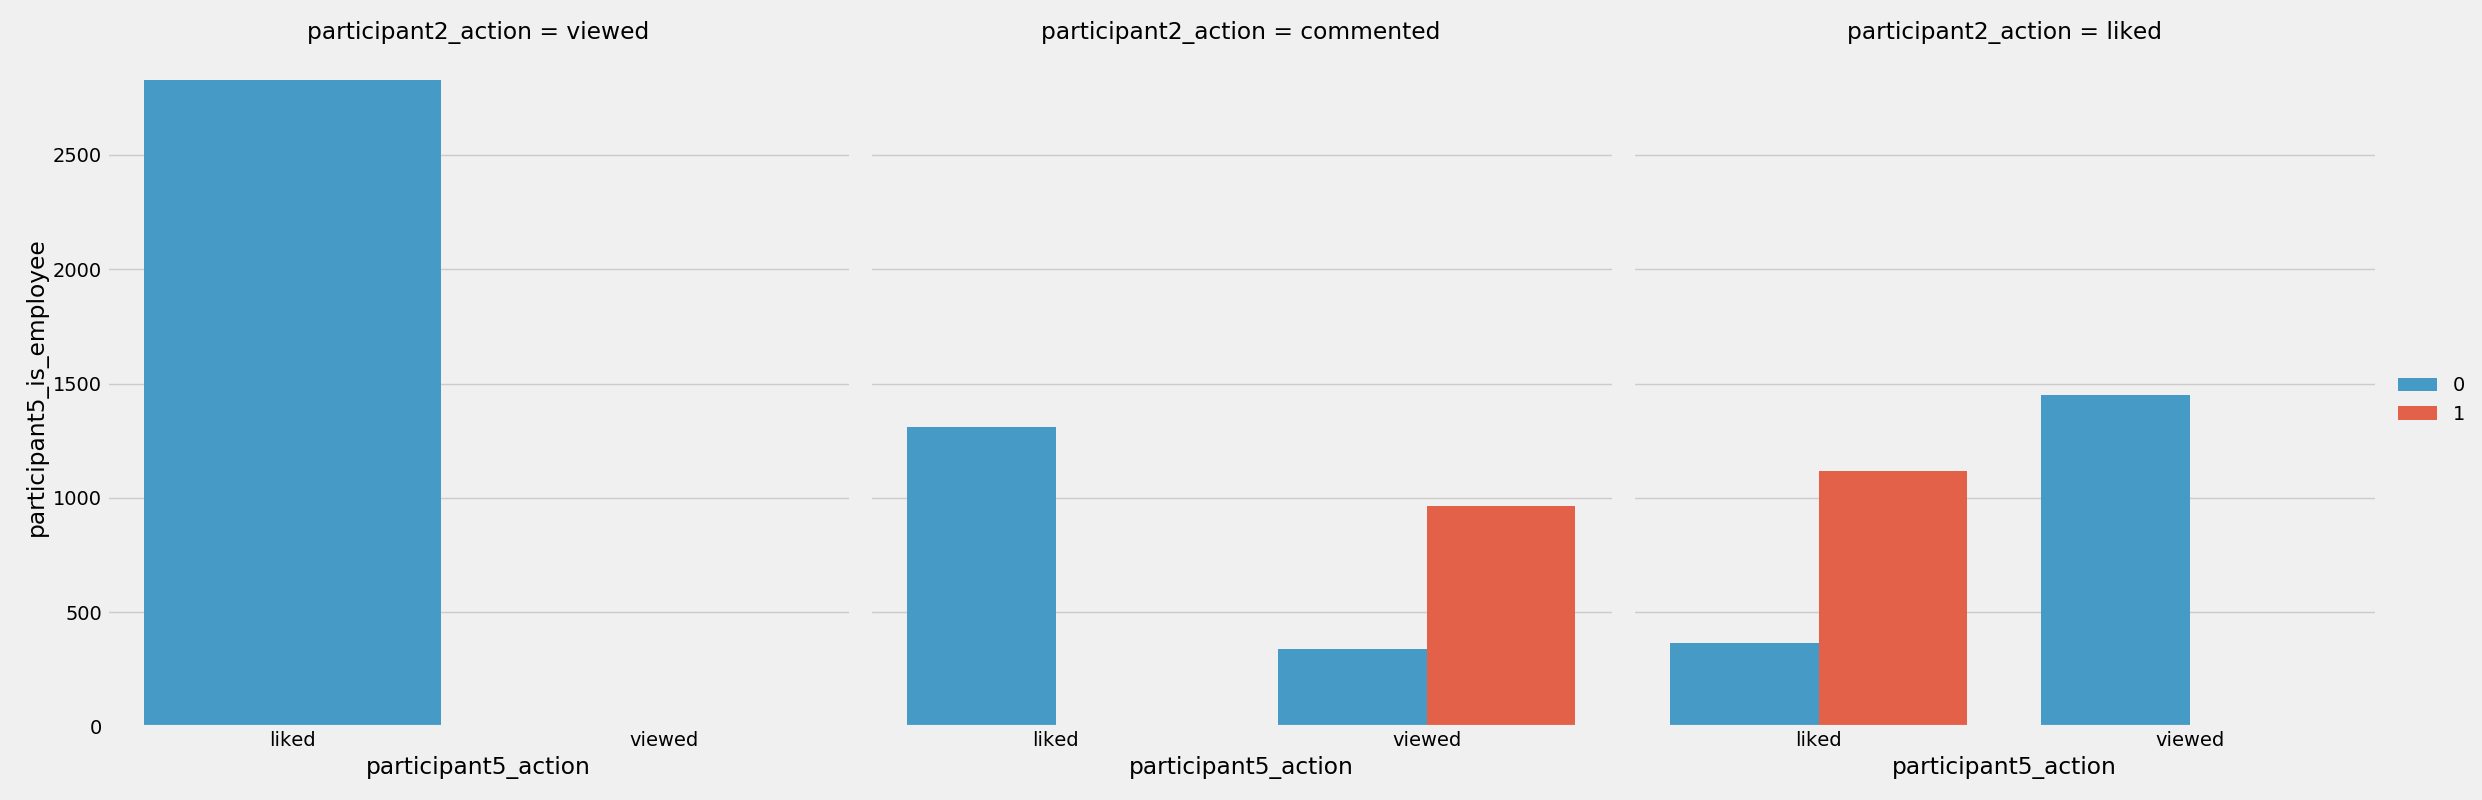 participant2_action = viewed
participant2_action = commented
participant2_action = liked
participant5_is_employee
2500
2000
1500
1000
500
0
liked
viewed
liked
viewed
liked
viewed
participant5_action
participant5_action
participant5_action
0
1